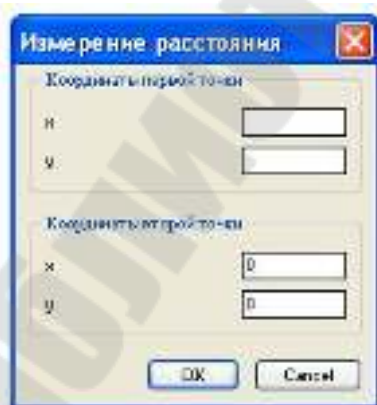 Измерение расстояния
Координаты первой точки
x
y
Координаты второй точки
x 0
y 0
OK Cancel